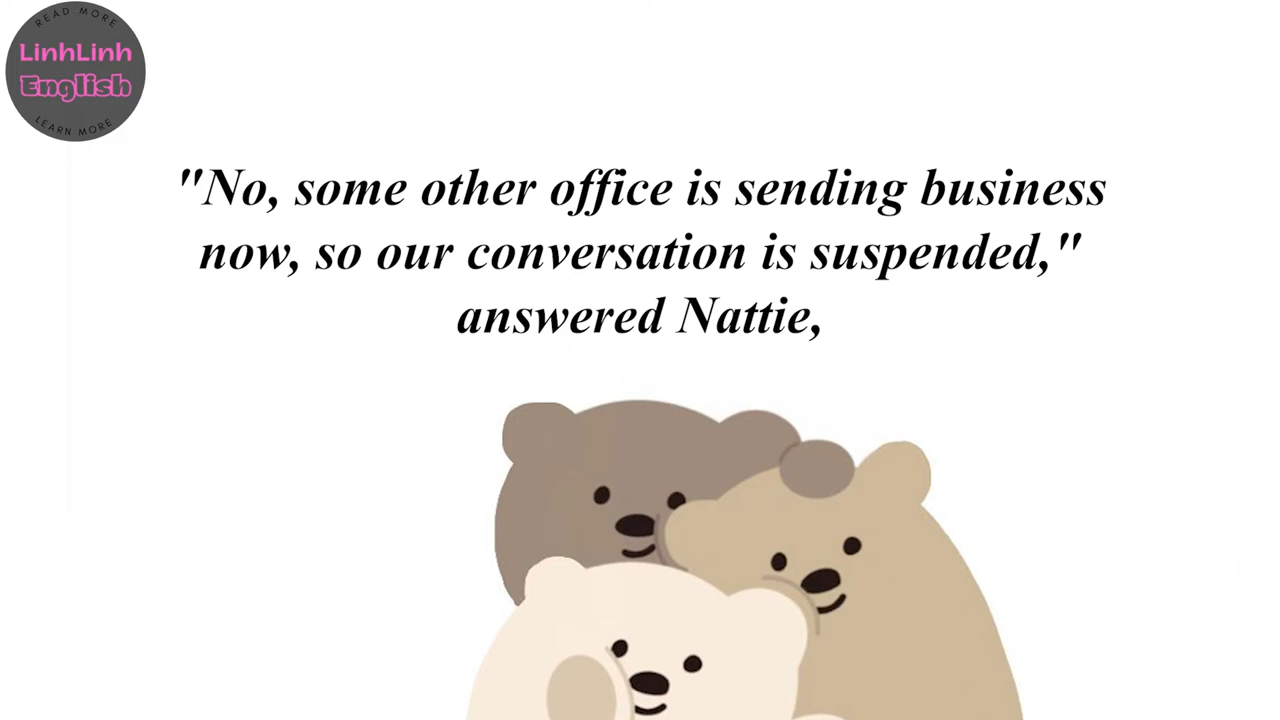 READ MORE
LinhLinh
English
LEARN MORE
"No, some other office is sending business
now, so our conversation is suspended,"
answered Nattie,